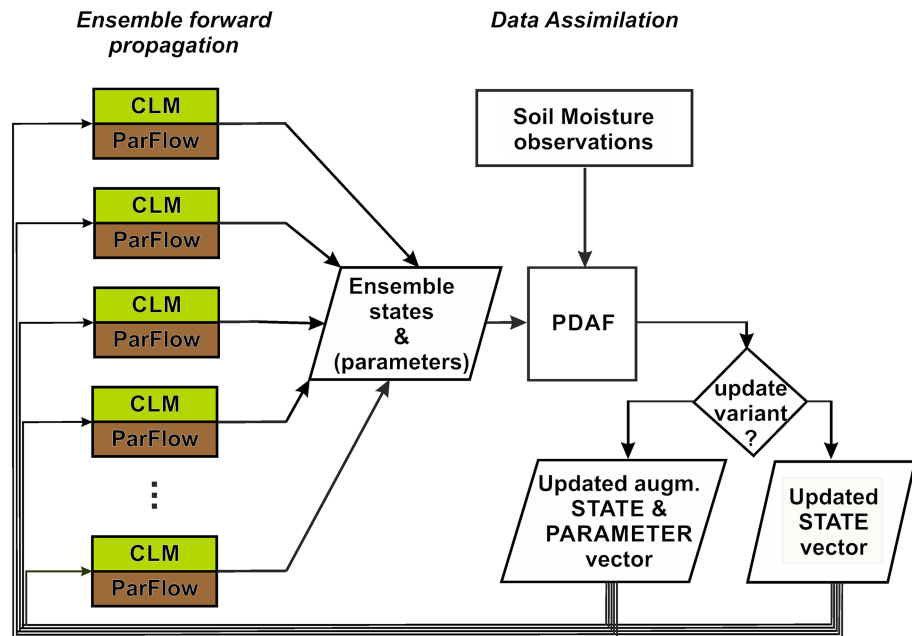 Ensemble forward
propagation
Data Assimilation
CLM
ParFlow
CLM
ParFlow
CLM
ParFlow
CLM
ParFlow
CLM
ParFlow
Ensemble
states
&
(parameters)
Soil Moisture
observations
PDAF
update
variant
?
Updated augm.
STATE &
PARAMETER
vector
Updated
STATE
vector